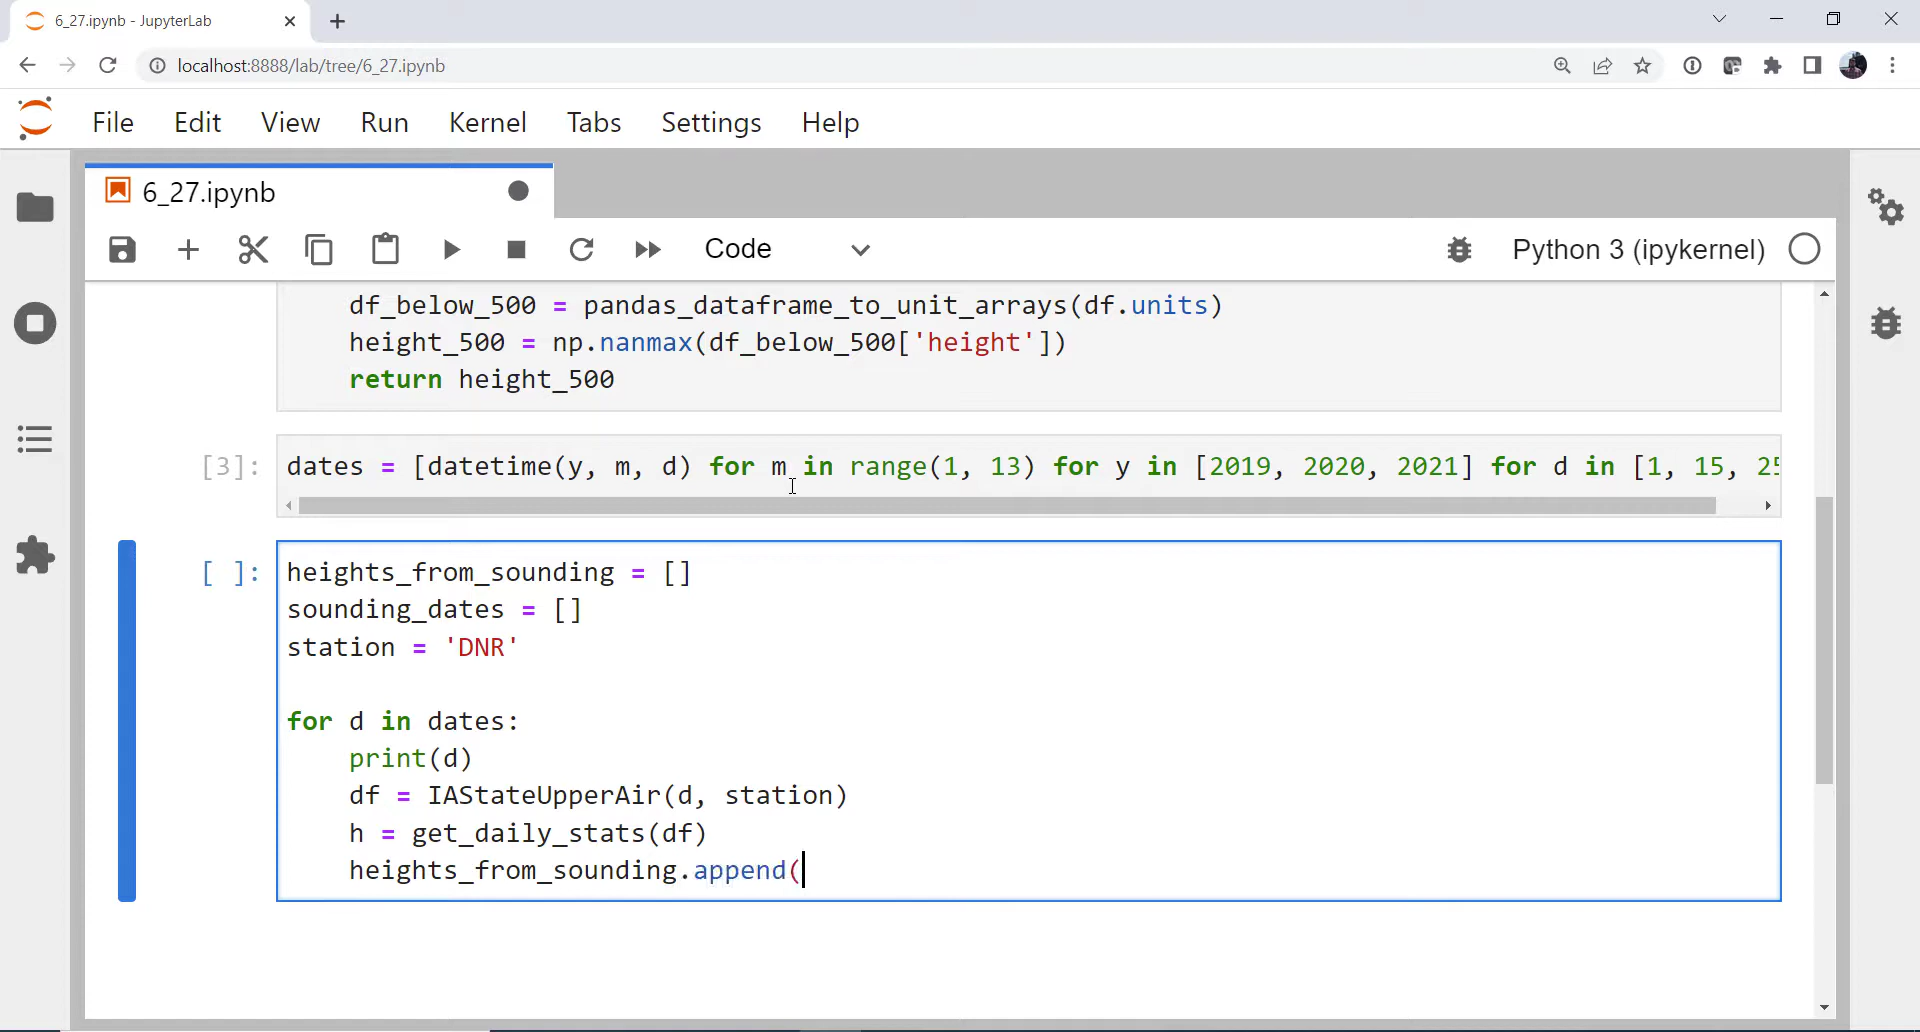 6_27.ipynb - JupyterLab
localhost:8888/lab/tree/6_27.ipynb
File Edit View Run Kernel Tabs Settings Help
6_27.ipynb
Code Python 3 (ipykernel)
df_below_500 = pandas_dataframe_to_unit_arrays(df.units)
height_500 = np.nanmax(df_below_500['height'])
return height_500
[3]: dates = [datetime(y, m, d) for m in range(1, 13) for y in [2019, 2020, 2021] for d in [1, 15, 25
[ ]: heights_from_sounding = []
sounding_dates = []
station = 'DNR'
for d in dates:
print(d)
df = IAStateUpperAir(d, station)
h = get_daily_stats(df)
heights_from_sounding.append(